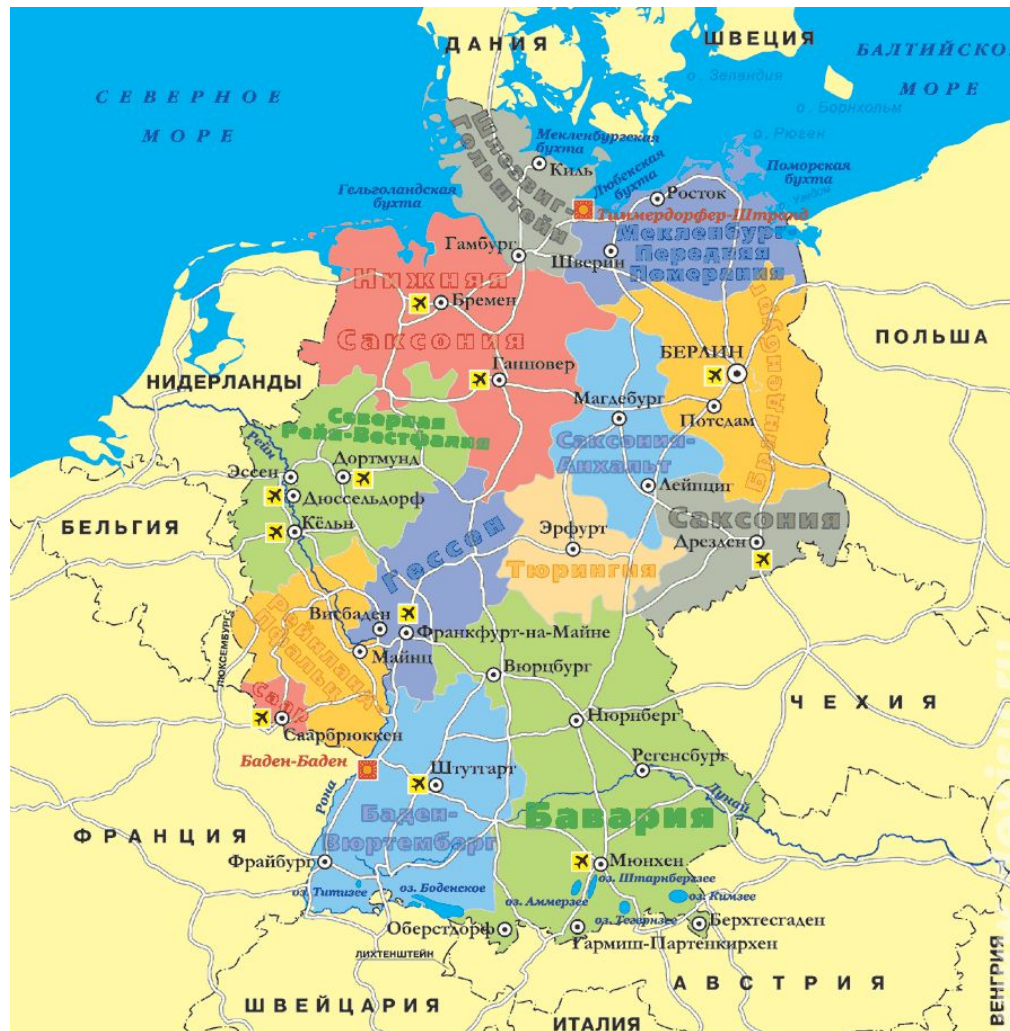 ДАНИЯ
ШВЕЦИЯ
БАЛТИЙСКО
МОРЕ
о. Зеландия
о. Борнхольм
о. Рюген
СЕВЕРНОЕ
МОРЕ
Шлезвиг-
Гольштейн
Мекленбургская
бухта
Киль
Любекская
бухта
Поморская
бухта
Гельголандская
бухта
Росток
Тиммердорфер-Штранд
Мекленбург
Передняя
Померания
Гамбург
Шверин
Нижняя
Саксония
Бремен
ПОЛЬША
БЕРЛИН
Бранденбург
Ганновер
НИДЕРЛАНДЫ
Магдебург
Потсдам
Северная
Рейн-Вестфалия
Саксония-
Анхальт
Рейн
Дортмунд
Эссен
Дюссельдорф
Лейпциг
БЕЛЬГИЯ
Кёльн
Саксония
Эрфурт
Дрезден
Гессен
Тюрингия
Рейнланд-
Пфальц
Висбаден
Франкфурт-на-Майне
ЛЮКСЕМБУРГ
Майнц
Вюрцбург
Саар
ЧЕХИЯ
Саарбрюккен
Нюрнберг
Баден-Баден
Регенсбург
Штутгарт
Рона
Дунай
Баден-
Вюртемберг
Бавария
ФРАНЦИЯ
Фрайбург
Мюнхен
оз. Штарнбергзее
оз. Титизее
оз. Боденское
оз. Аммерзее
оз. Кимзее
оз. Тегернзее
Оберстдорф
Берхтесгаден
Гармиш-Партенкирхен
ЛИХТЕНШТЕЙН
ШВЕЙЦАРИЯ
АВСТРИЯ
ИТАЛИЯ
ВЕНГРИЯ